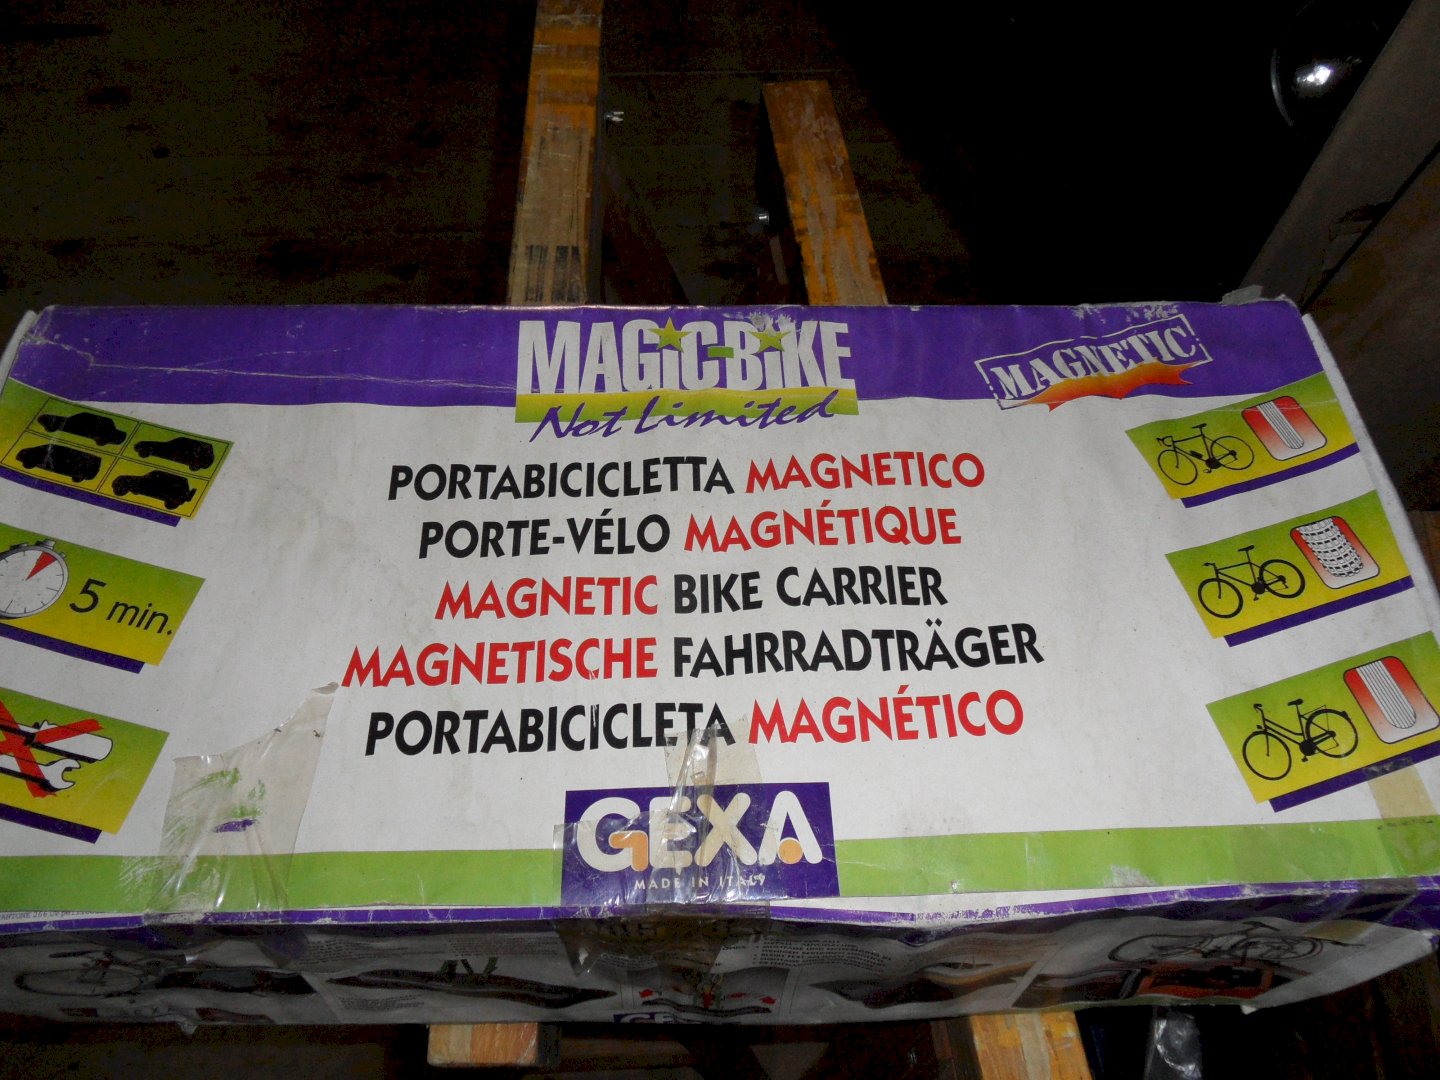 MAGiC-BiKE
Not Limited
MAGNETIC
PORTABICICLETTA MAGNETICO
PORTE-VÉLO MAGNÉTIQUE
MAGNETIC BIKE CARRIER
MAGNETISCHE FAHRRADTRÄGER
PORTABICICLETA MAGNÉTICO
5 min.
GEXA
MADE IN ITALY